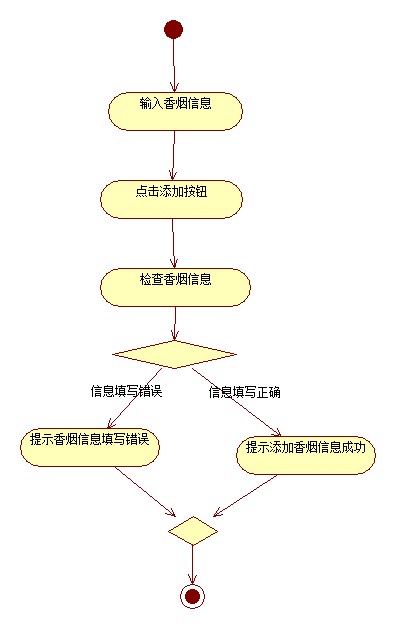 输入香烟信息
点击添加按钮
检查香烟信息
信息填写错误
信息填写正确
提示香烟信息填写错误
提示添加香烟信息成功